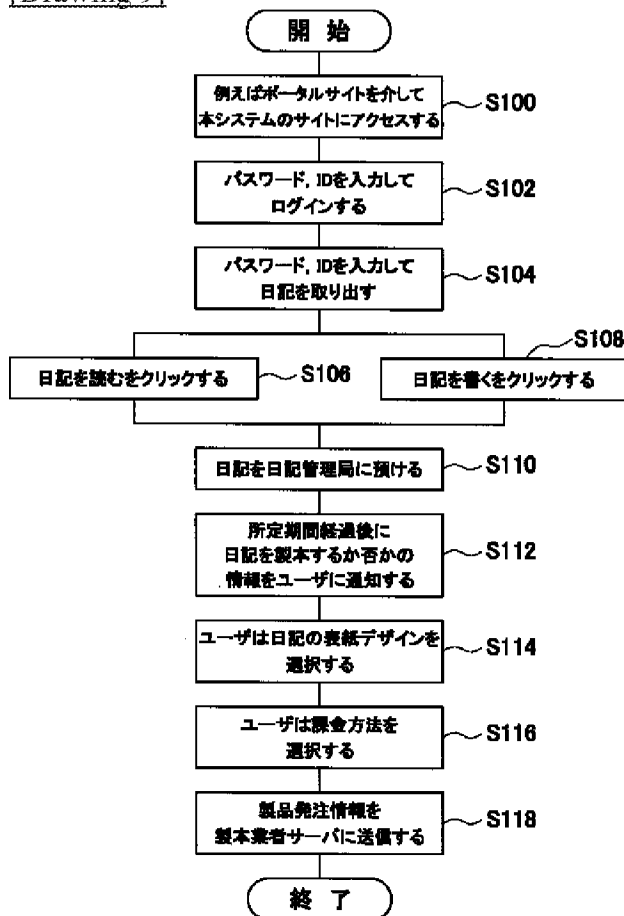 [Drawing 9]
開 始
例えばポータルサイトを介して
本システムのサイトにアクセスする
S100
パスワード, IDを入力して
ログインする
S102
パスワード, IDを入力して
日記を取り出す
S104
日記を読むをクリックする
S106
日記を書くをクリックする
S108
日記を日記管理局に預ける
S110
所定期間経過後に
日記を製本するか否かの
情報をユーザに通知する
S112
ユーザは日記の表紙デザインを
選択する
S114
ユーザは課金方法を
選択する
S116
製品発注情報を
製本業者サーバに送信する
S118
終 了